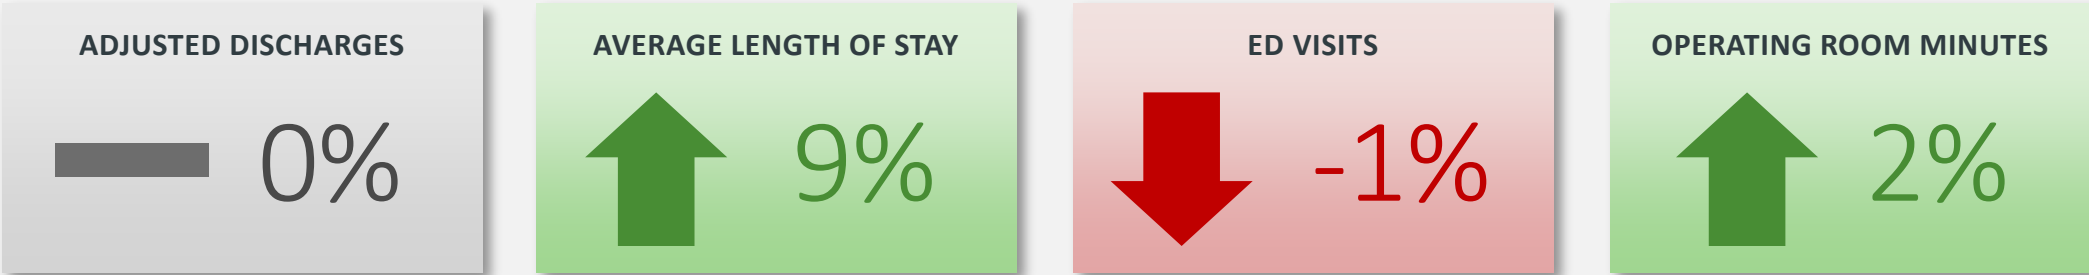 ADJUSTED DISCHARGES
0%
AVERAGE LENGTH OF STAY
9%
ED VISITS
-1%
OPERATING ROOM MINUTES
2%